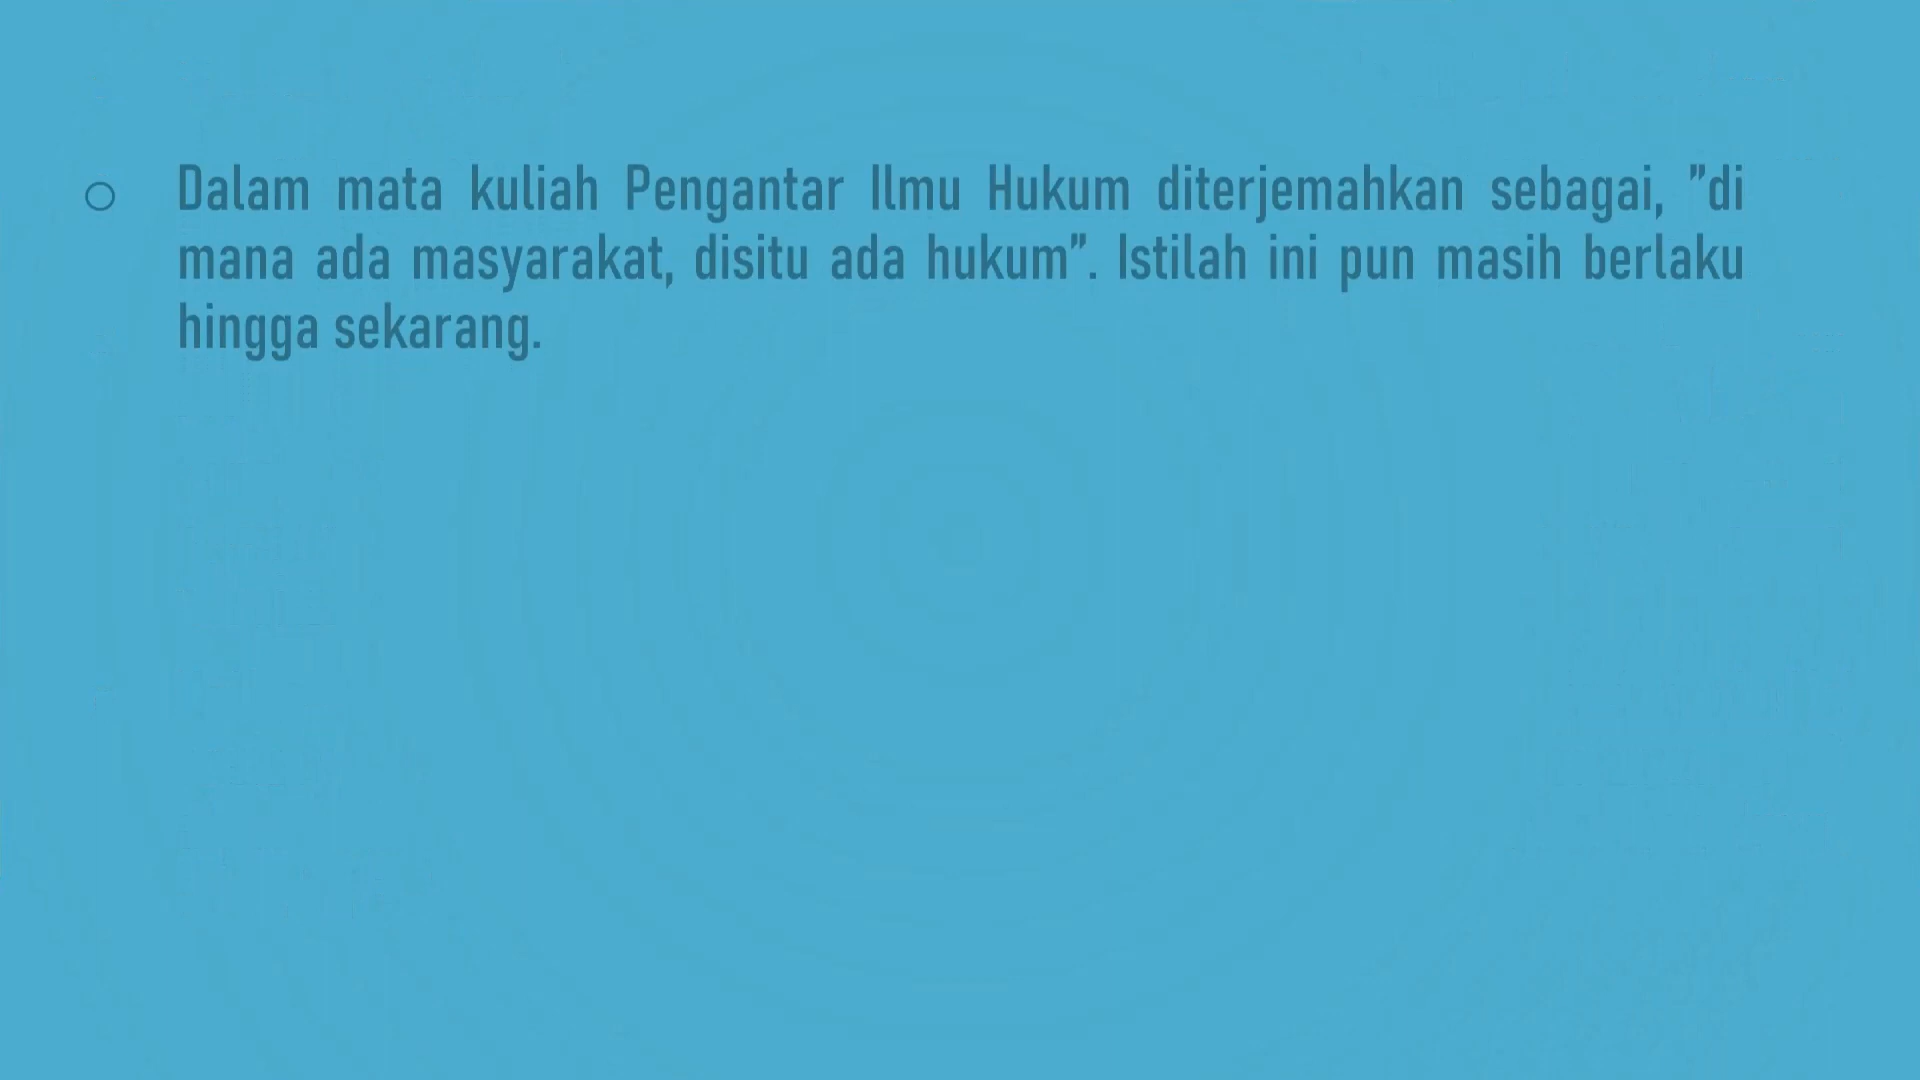 Dalam mata kuliah Pengantar Ilmu Hukum diterjemahkan sebagai, "di
mana ada masyarakat, disitu ada hukum". Istilah ini pun masih berlaku
hingga sekarang.